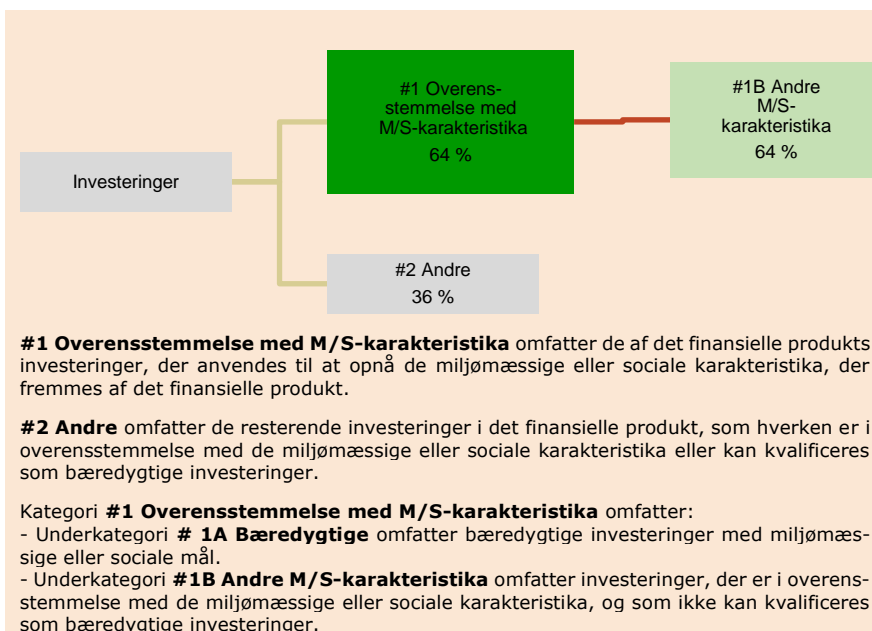 #1 Overens-
stemmelse med
M/S-karakteristika
64 %
#1B Andre
M/S-
karakteristika
64 %
Investeringer
#2 Andre
36 %
#1 Overensstemmelse med M/S-karakteristika omfatter de af det finansielle produkts
investeringer, der anvendes til at opnå de miljømæssige eller sociale karakteristika, der
fremmes af det finansielle produkt.
#2 Andre omfatter de resterende investeringer i det finansielle produkt, som hverken er i
overensstemmelse med de miljømæssige eller sociale karakteristika eller kan kvalificeres
som bæredygtige investeringer.
Kategori #1 Overensstemmelse med M/S-karakteristika omfatter:
- Underkategori # 1A Bæredygtige omfatter bæredygtige investeringer med miljømæs-
sige eller sociale mål.
- Underkategori #1B Andre M/S-karakteristika omfatter investeringer, der er i overens-
stemmelse med de miljømæssige eller sociale karakteristika, og som ikke kan kvalificeres
som bæredygtige investeringer.